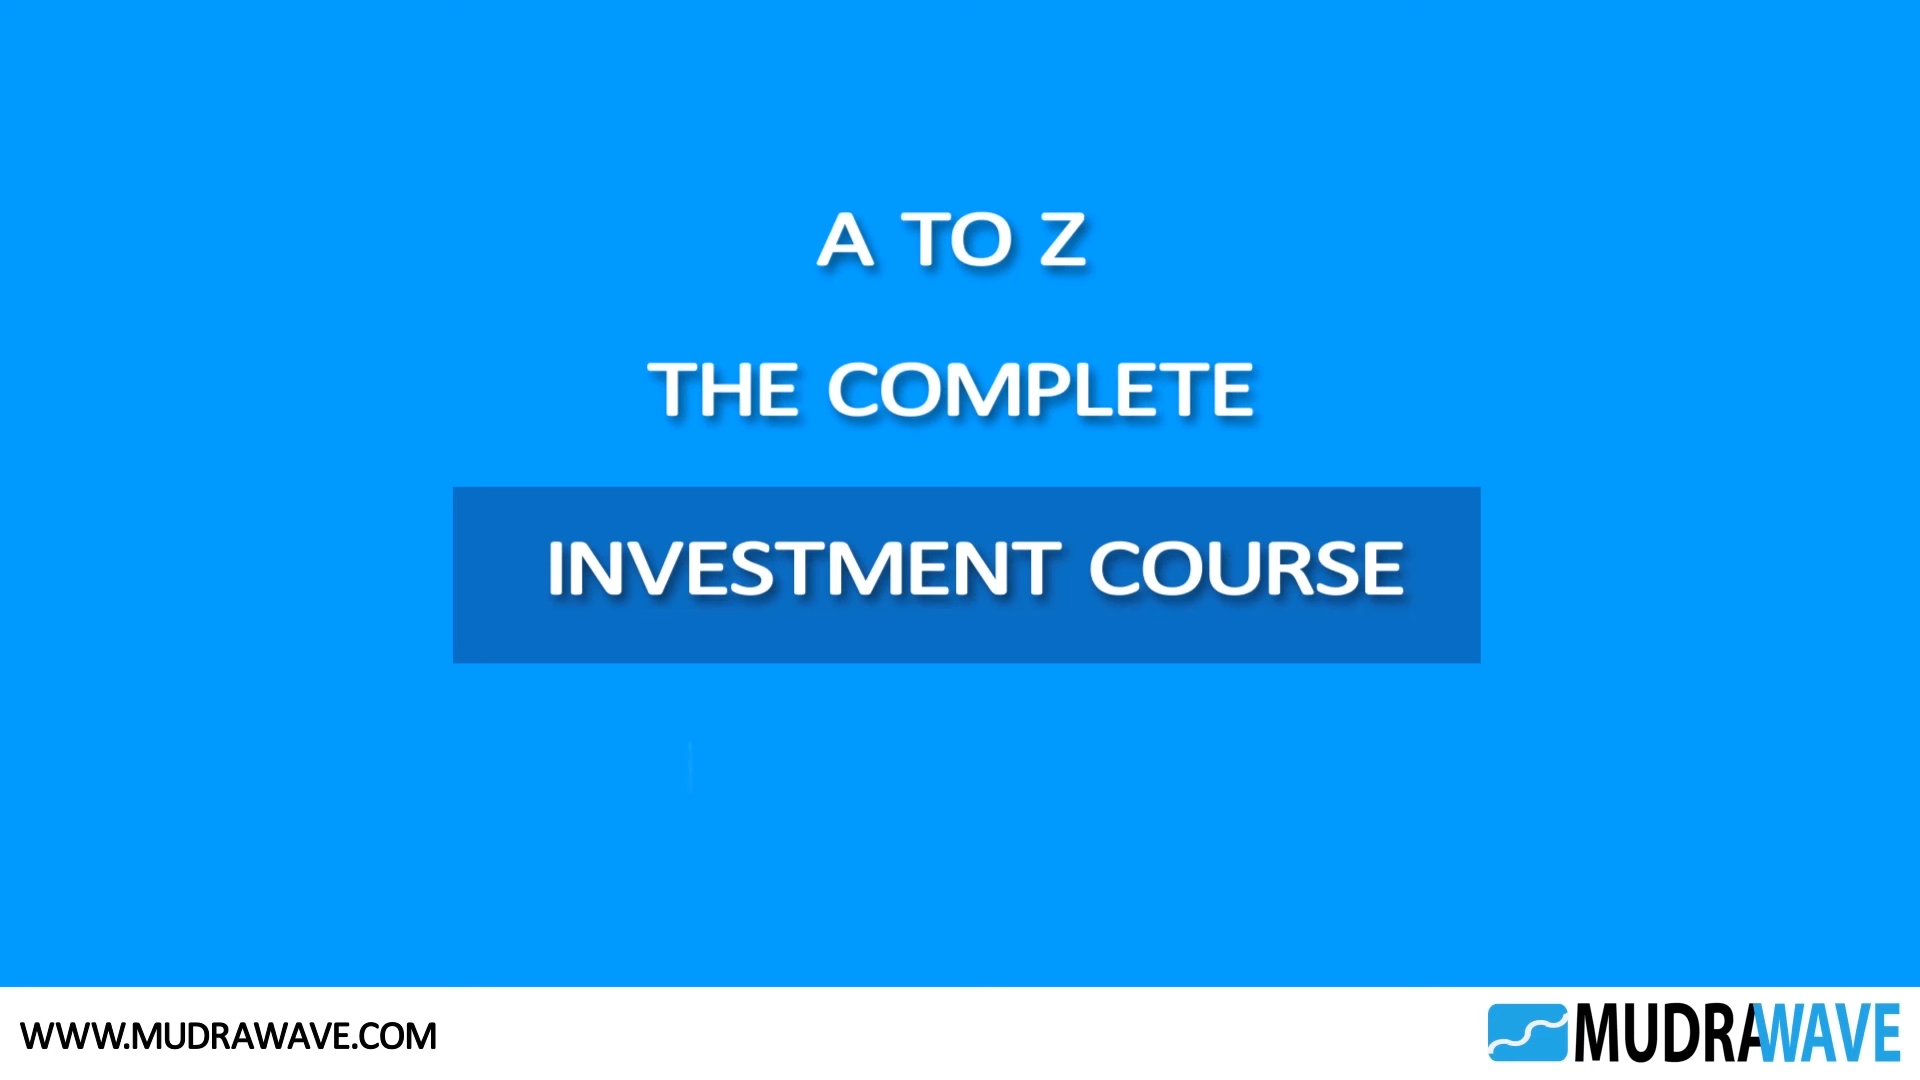 A TO Z
THE COMPLETE
INVESTMENT COURSE
WWW.MUDRAWAVE.COM
MUDRAWAVE